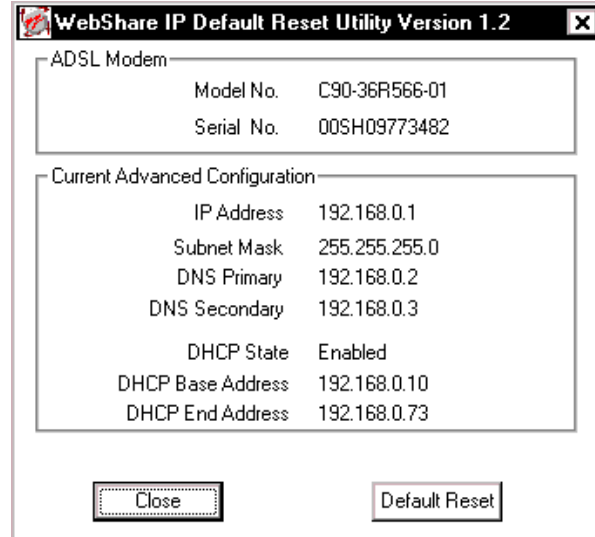 WebShare IP Default Reset Utility Version 1.2
ADSL Modem
Model No. C90-36R566-01
Serial No. 00SH09773482
Current Advanced Configuration
IP Address 192.168.0.1
Subnet Mask 255.255.255.0
DNS Primary 192.168.0.2
DNS Secondary 192.168.0.3
DHCP State Enabled
DHCP Base Address 192.168.0.10
DHCP End Address 192.168.0.73
Close Default Reset